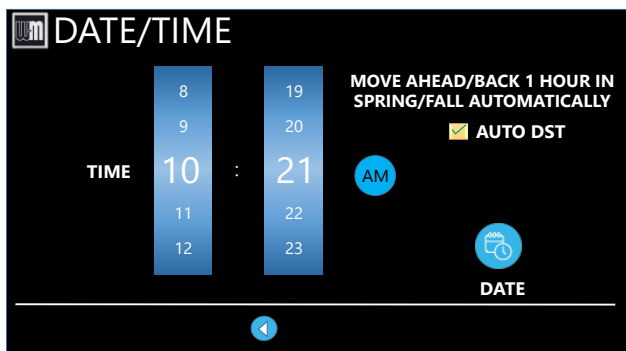 WM DATE/TIME
MOVE AHEAD/BACK 1 HOUR IN
SPRING/FALL AUTOMATICALLY
AUTO DST
8 19
9 20
TIME 10 : 21 AM
11 22
12 23
DATE